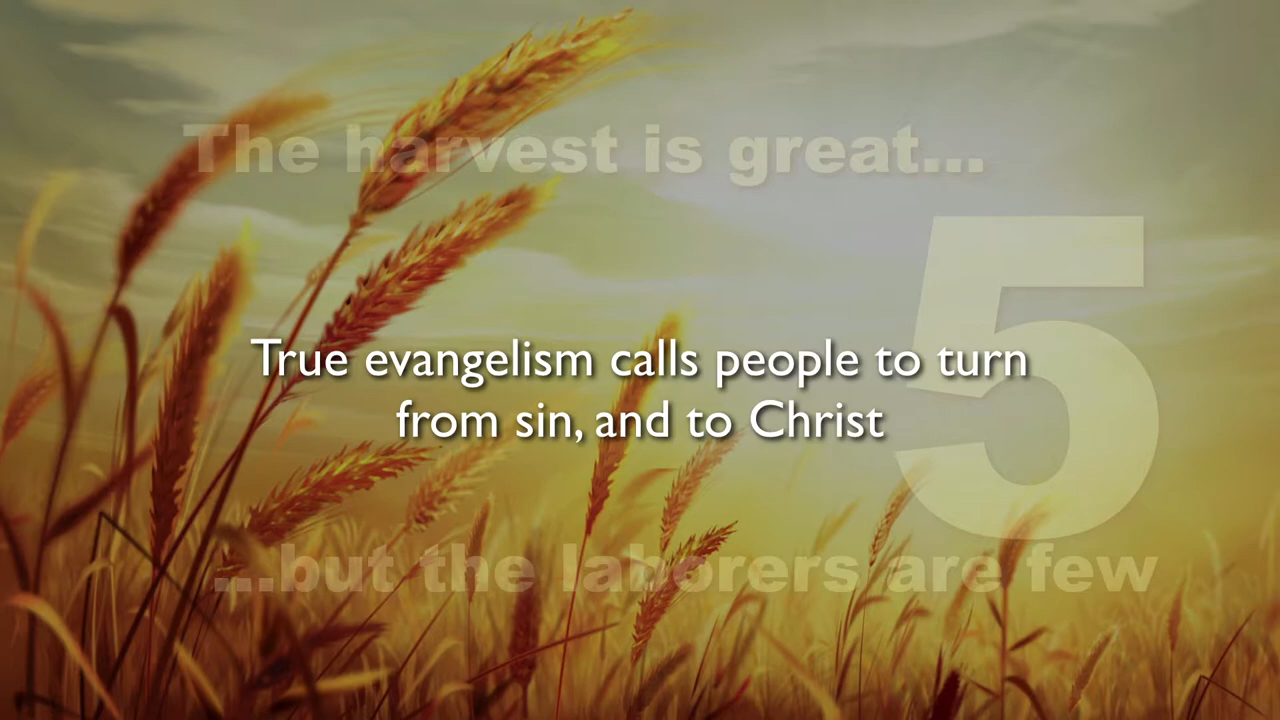 The harvest is great...
5
True evangelism calls people to turn
from sin, and to Christ
...but the laborers are few